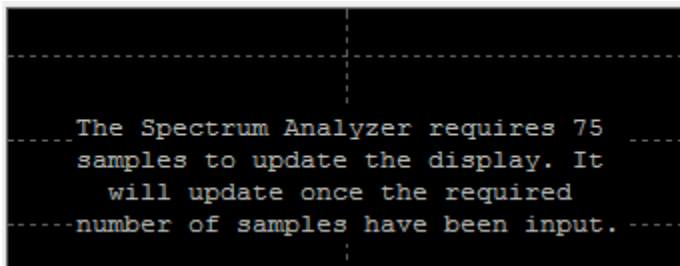 The Spectrum Analyzer requires 75
samples to update the display. It
will update once the required
number of samples have been input.